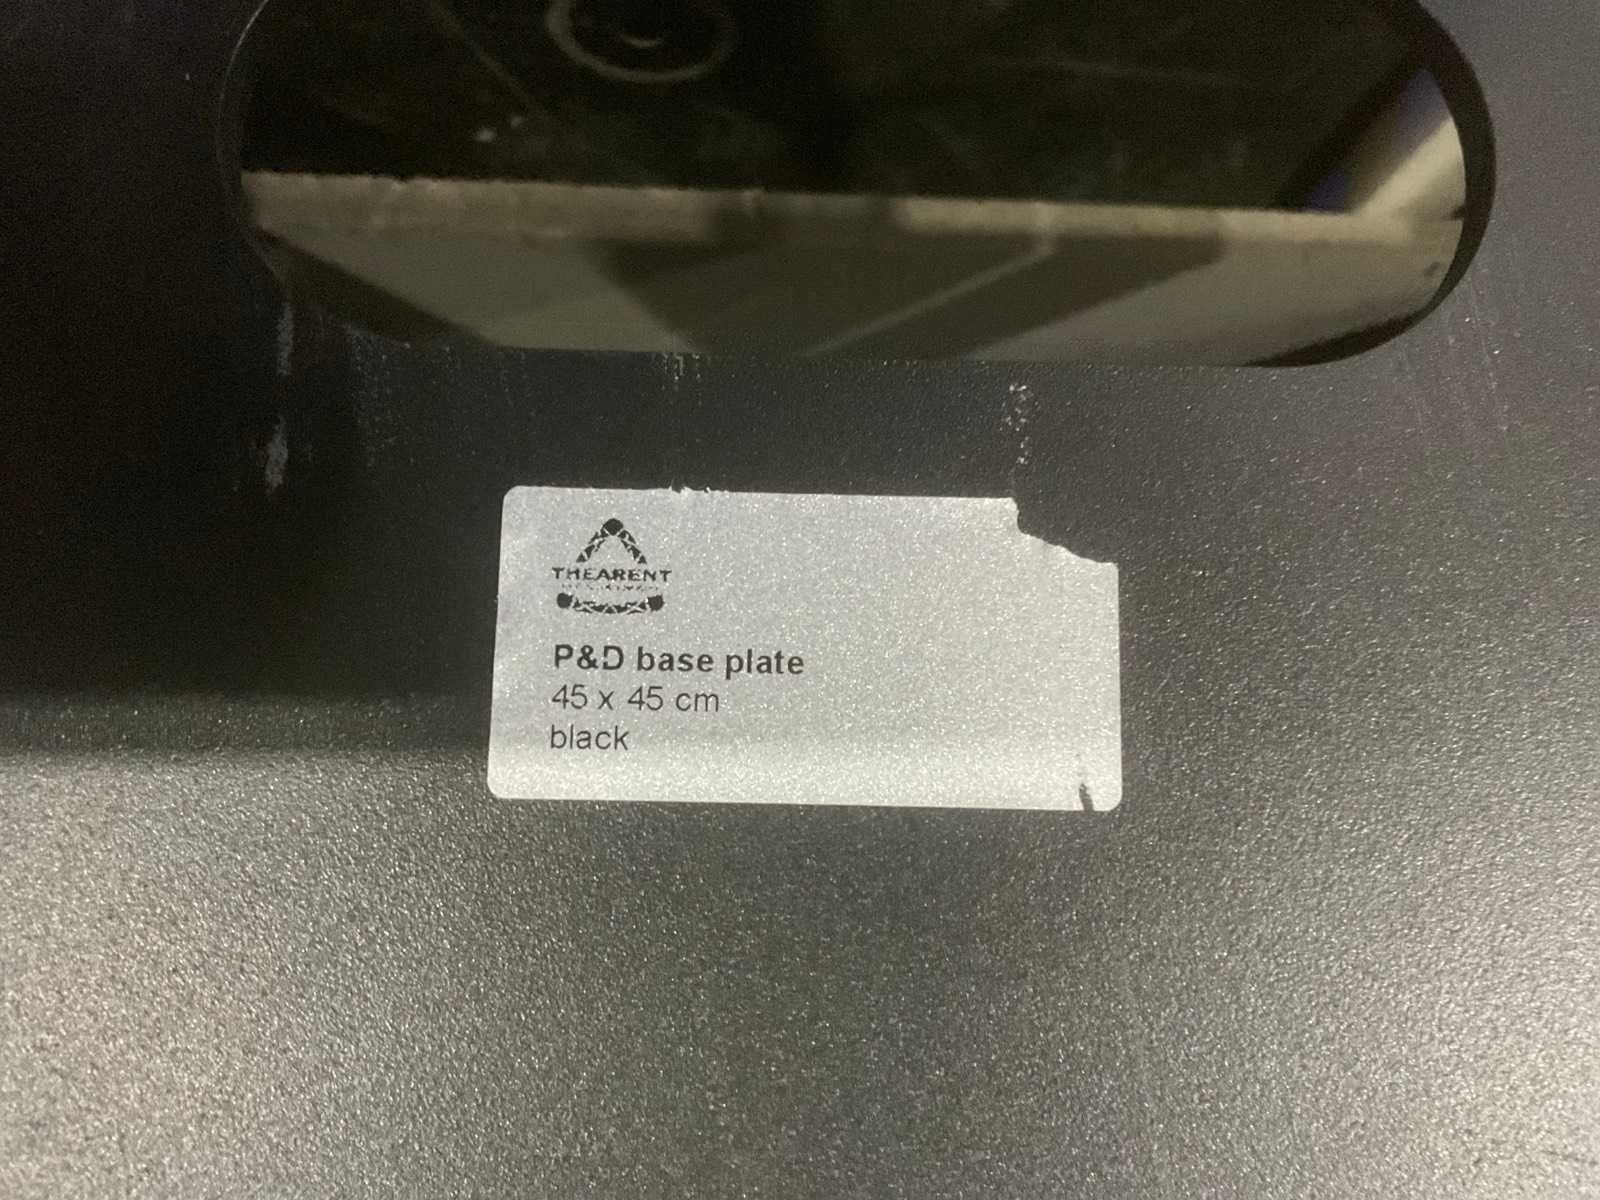 THEARENT
P&D base plate
45 x 45 cm
black